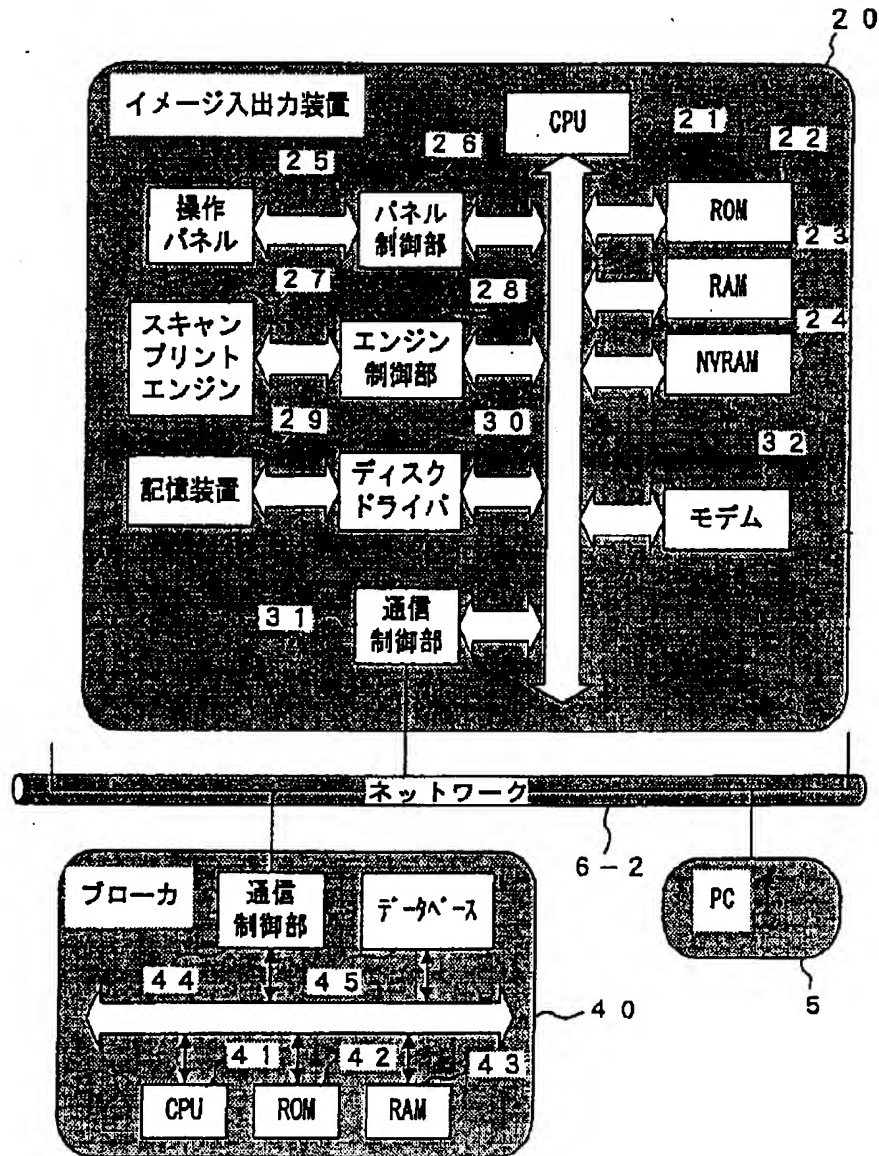 20
イメージ入出力装置
CPU
21
22
25
26
操作
パネル
パネル
制御部
ROM
23
27
28
RAM
24
スキャン
プリント
エンジン
エンジン
制御部
NVRAM
29
30
32
記憶装置
ディスク
ドライバ
モデム
31
通信
制御部
ネットワーク
6-2
ブローカ
通信
制御部
データベース
PC
5
44
45
40
41
42
43
CPU
ROM
RAM